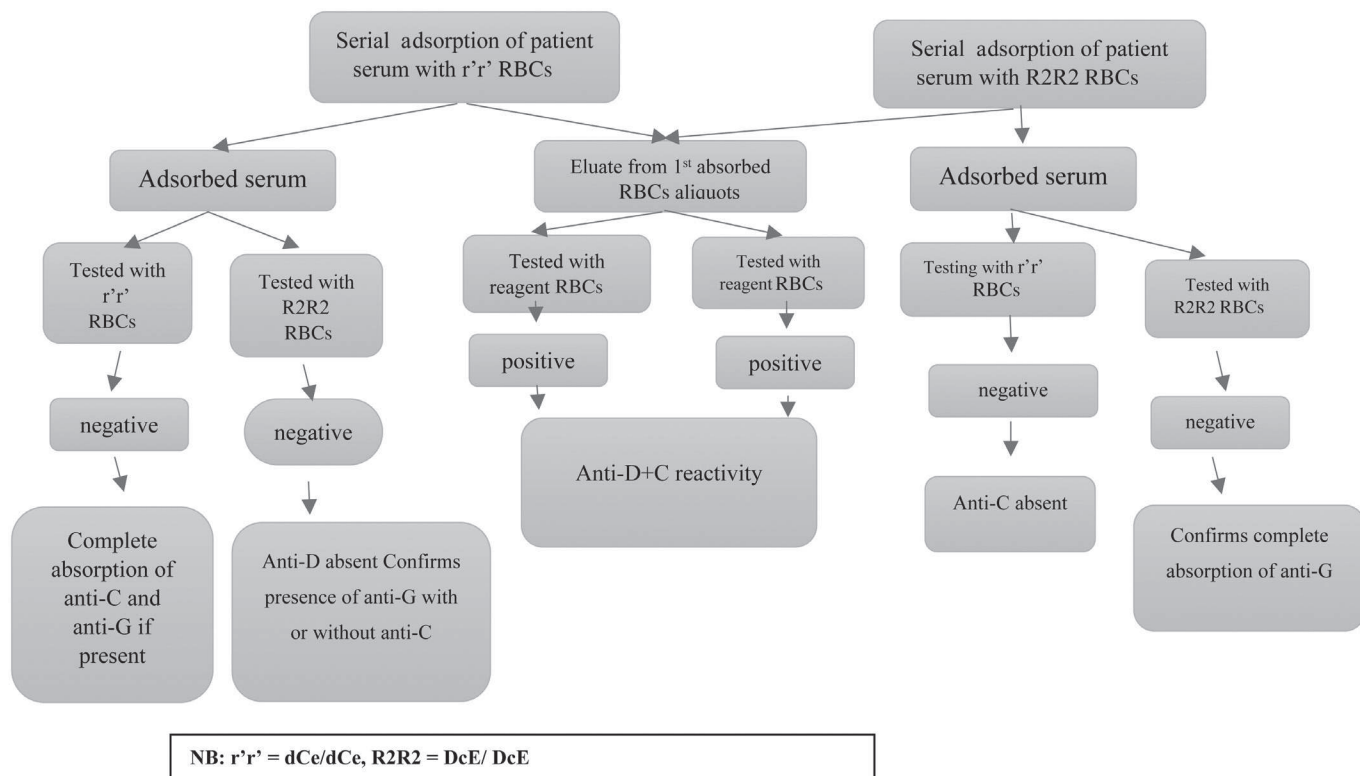 Serial adsorption of patient
serum with r’r’ RBCs
Serial adsorption of patient
serum with R2R2 RBCs
Adsorbed serum
Eluate from 1st absorbed
RBCs aliquots
Adsorbed serum
Tested with
r’r’
RBCs
Tested with
R2R2
RBCs
Tested with
reagent RBCs
Tested with
reagent RBCs
Testing with r’r’
RBCs
Tested with
R2R2 RBCs
negative
negative
positive
positive
negative
negative
Complete
absorption of
anti-C and
anti-G if
present
Anti-D absent Confirms
presence of anti-G with
or without anti-C
Anti-D+C reactivity
Anti-C absent
Confirms complete
absorption of anti-G
NB: r’r’ = dCe/dCe, R2R2 = DcE/ DcE